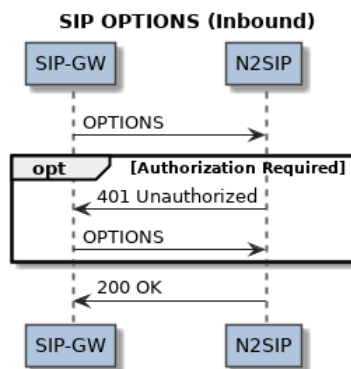 SIP OPTIONS (Inbound)
SIP-GW N2SIP
OPTIONS
opt [Authorization Required]
401 Unauthorized
OPTIONS
200 OK
SIP-GW N2SIP